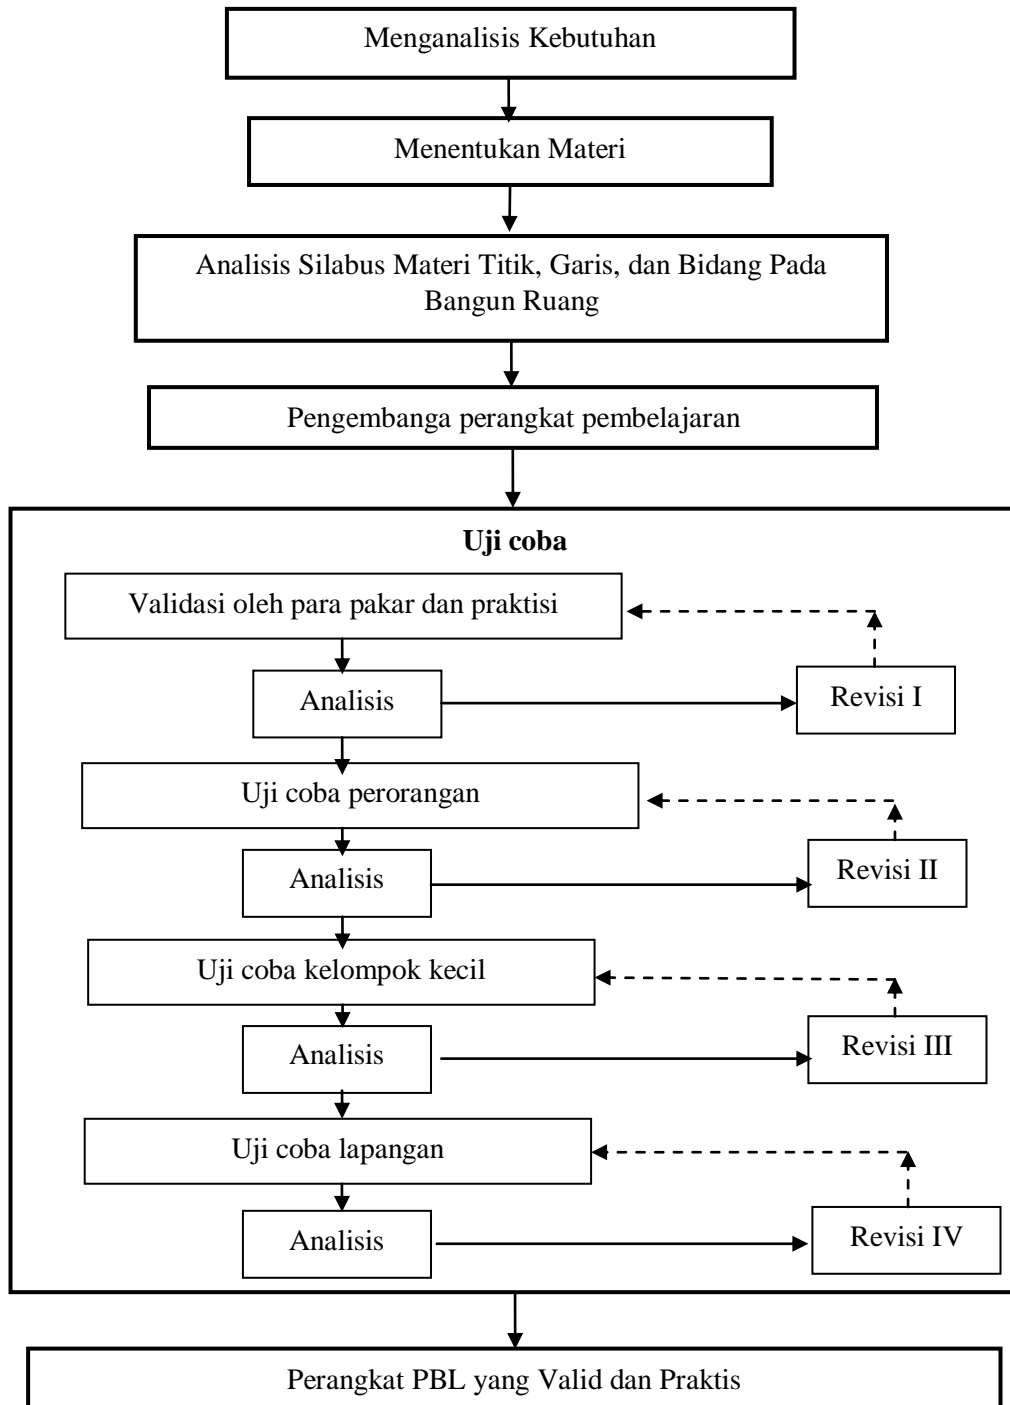 Menganalisis Kebutuhan
Menentukan Materi
Analisis Silabus Materi Titik, Garis, dan Bidang Pada
Bangun Ruang
Pengembanga perangkat pembelajaran
Uji coba
Validasi oleh para pakar dan praktisi
Analisis
Revisi I
Uji coba perorangan
Analisis
Revisi II
Uji coba kelompok kecil
Analisis
Revisi III
Uji coba lapangan
Analisis
Revisi IV
Perangkat PBL yang Valid dan Praktis